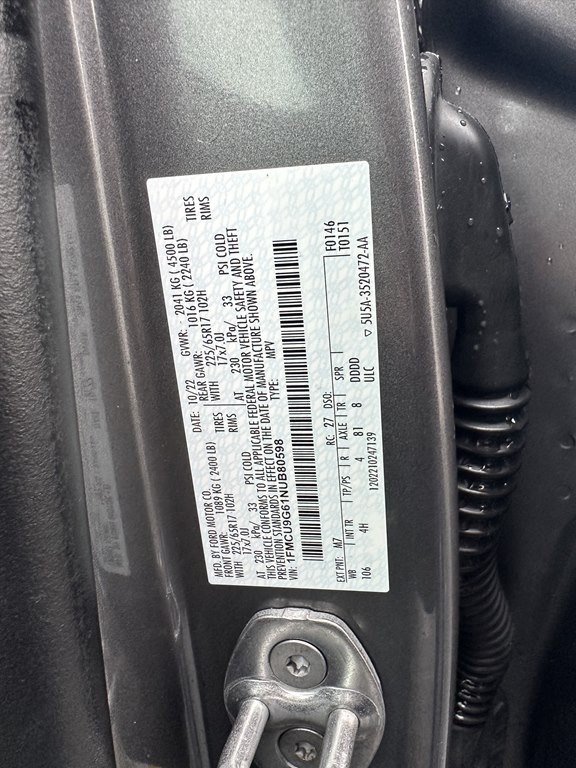 MFD. BY FORD MOTOR CO. DATE: 10/22 GVWR: 2041 KG ( 4500 LB)
FRONT GAWR: 1089 KG ( 2400 LB) REAR GAWR: 1016 KG ( 2240 LB)
WITH 225/65R17 102H TIRES WITH 225/65R17 102H TIRES
17x7.0J RIMS 17x7.0J RIMS
AT 230 kPa/ 33 PSI COLD AT 230 kPa/ 33 PSI COLD
THIS VEHICLE CONFORMS TO ALL APPLICABLE FEDERAL MOTOR VEHICLE SAFETY AND THEFT
PREVENTION STANDARDS IN EFFECT ON THE DATE OF MANUFACTURE SHOWN ABOVE.
VIN: 1FMCU9G61NUB80598 TYPE: MPV
F0146
T0151
EXT PNT: M7 RC: 27 DSO:
WB INT TR TP/PS R AXLE TR SPR
106 4H 4 81 8 DDDD
1202210247139 ULC ▽ 5U5A-3520472-AA